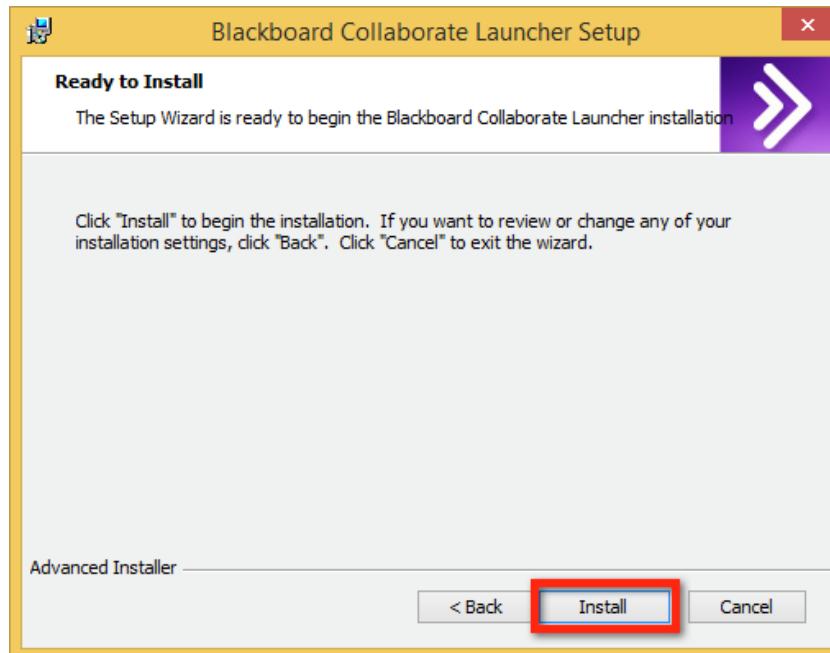 Blackboard Collaborate Launcher Setup
Ready to Install
The Setup Wizard is ready to begin the Blackboard Collaborate Launcher installation
Click "Install" to begin the installation.  If you want to review or change any of your
installation settings, click "Back".  Click "Cancel" to exit the wizard.
Advanced Installer
< Back Install Cancel